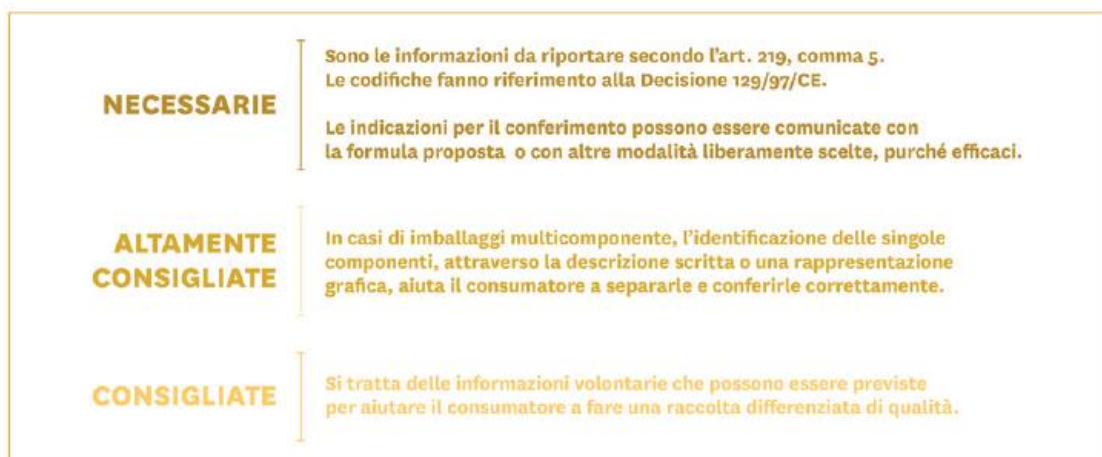 NECESSARIE
Sono le informazioni da riportare secondo l'art. 219, comma 5.
Le codifiche fanno riferimento alla Decisione 129/97/CE.
Le indicazioni per il conferimento possono essere comunicate con
la formula proposta o con altre modalità liberamente scelte, purché efficaci.
ALTAMENTE
CONSIGLIATE
In casi di imballaggi multicomponente, l'identificazione delle singole
componenti, attraverso la descrizione scritta o una rappresentazione
grafica, aiuta il consumatore a separarle e conferirle correttamente.
CONSIGLIATE
Si tratta delle informazioni volontarie che possono essere previste
per aiutare il consumatore a fare una raccolta differenziata di qualità.